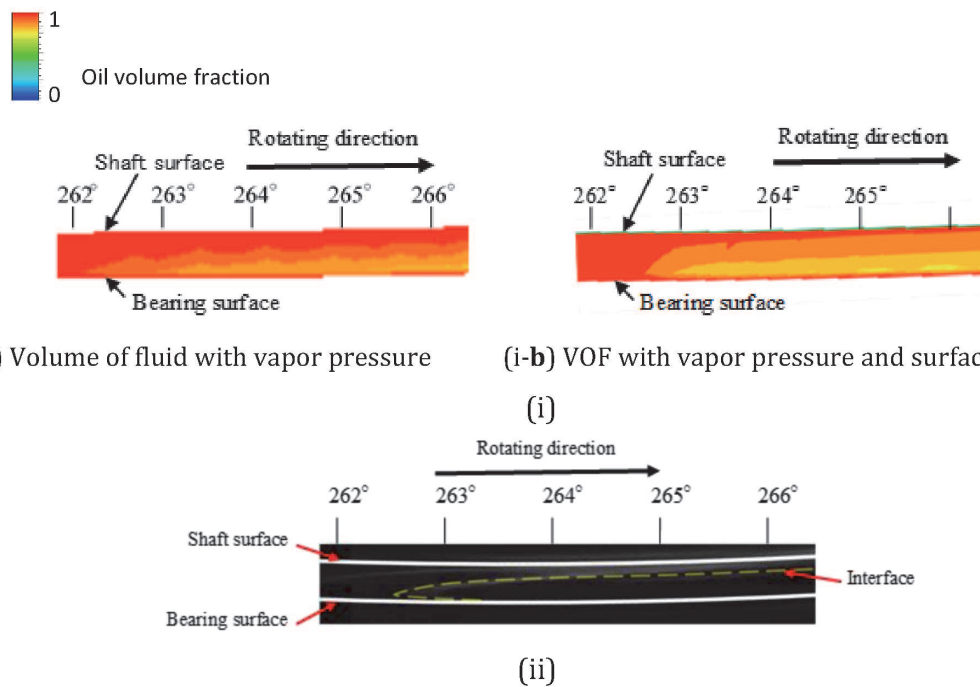 1
0
Oil volume fraction
Rotating direction
Shaft surface
262° 263° 264° 265° 266°
Bearing surface
Rotating direction
Shaft surface
262° 263° 264° 265°
Bearing surface
) Volume of fluid with vapor pressure
(i-b) VOF with vapor pressure and surfac
(i)
Rotating direction
262° 263° 264° 265° 266°
Shaft surface
Interface
Bearing surface
(ii)